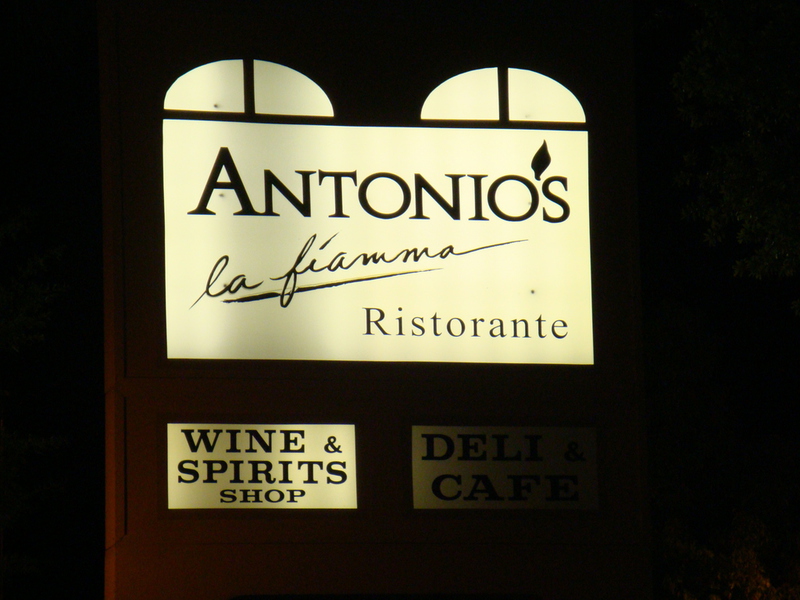 ANTONIO'S
la fiamma
Ristorante
WINE &
SPIRITS
SHOP
DELI &
CAFE